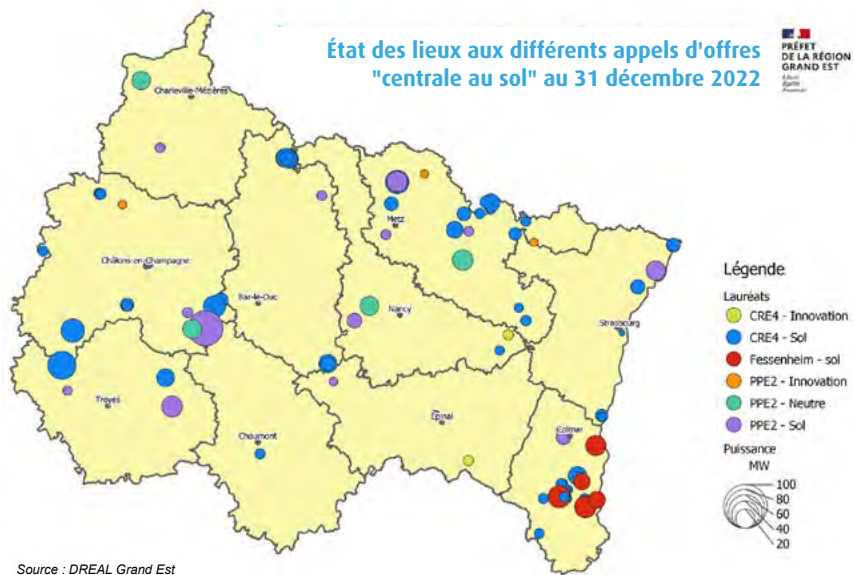 État des lieux aux différents appels d'offres
"centrale au sol" au 31 décembre 2022
PRÉFET
DE LA RÉGION
GRAND EST
Charleville-Mézières
Metz
Châlons-en-Champagne
Bar-le-Duc
Nancy
Strasbourg
Troyes
Chaumont
Épinal
Colmar
Légende
Lauréats
CRE4 - Innovation
CRE4 - Sol
Fessenheim - sol
PPE2 - Innovation
PPE2 - Neutre
PPE2 - Sol
Puissance
MW
100
80
60
40
20
Source : DREAL Grand Est